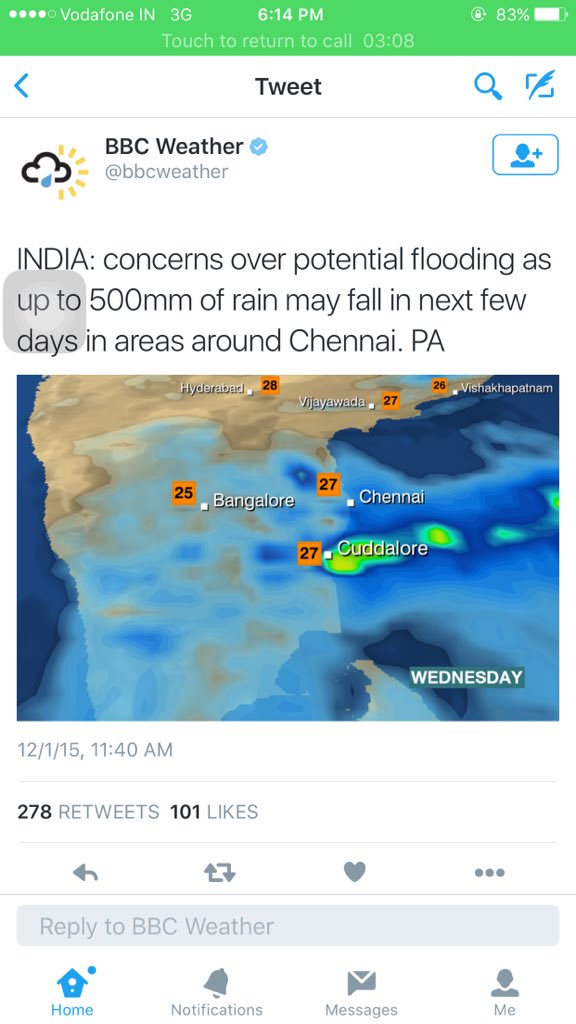 Vodafone IN 3G 6:14 PM 83%
Touch to return to call 03:08
Tweet
BBC Weather
@bbcweather
INDIA: concerns over potential flooding as
up to 500mm of rain may fall in next few
days in areas around Chennai. PA
Hyderabad 28
Vijayawada 27
26 Vishakhapatnam
25 Bangalore
27 Chennai
27 Cuddalore
WEDNESDAY
12/1/15, 11:40 AM
278 RETWEETS 101 LIKES
Reply to BBC Weather
Home Notifications Messages Me